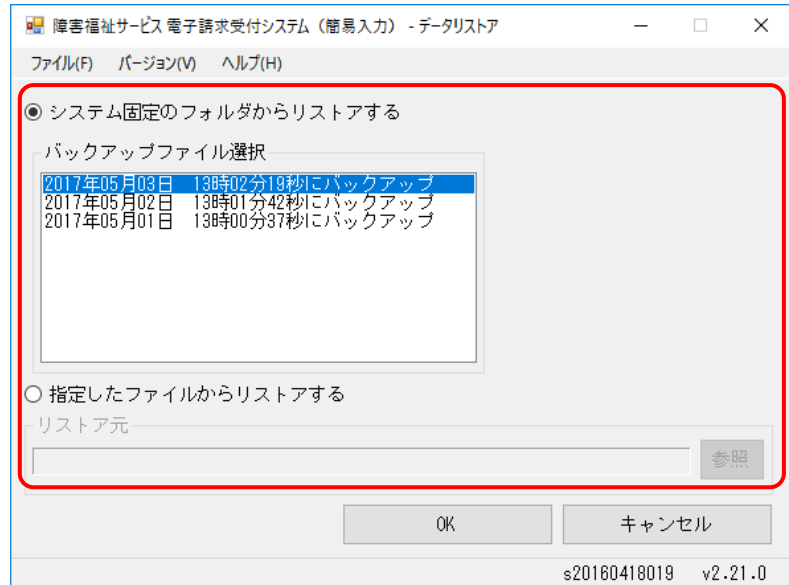 障害福祉サービス 電子請求受付システム（簡易入力） - データリストア
ファイル(F) バージョン(V) ヘルプ(H)
システム固定のフォルダからリストアする
バックアップファイル選択
2017年05月03日 13時02分19秒にバックアップ
2017年05月02日 13時01分42秒にバックアップ
2017年05月01日 13時00分37秒にバックアップ
指定したファイルからリストアする
リストア元
参照
OK キャンセル
s20160418019 v2.21.0